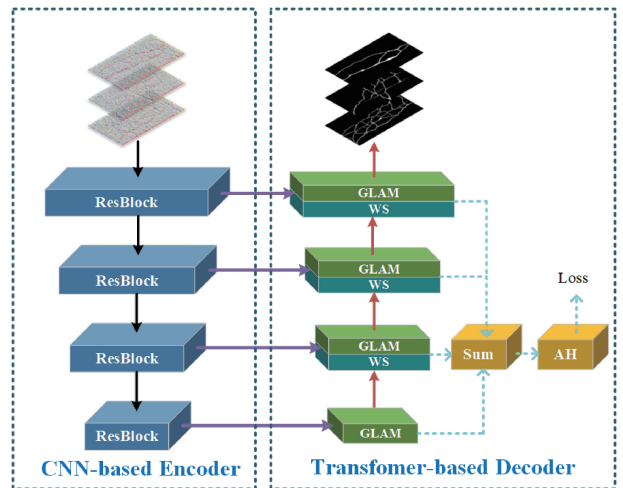 ResBlock
GLAM
WS
ResBlock
GLAM
WS
Loss
ResBlock
GLAM
WS
Sum
AH
ResBlock
GLAM
CNN-based Encoder
Transfomer-based Decoder